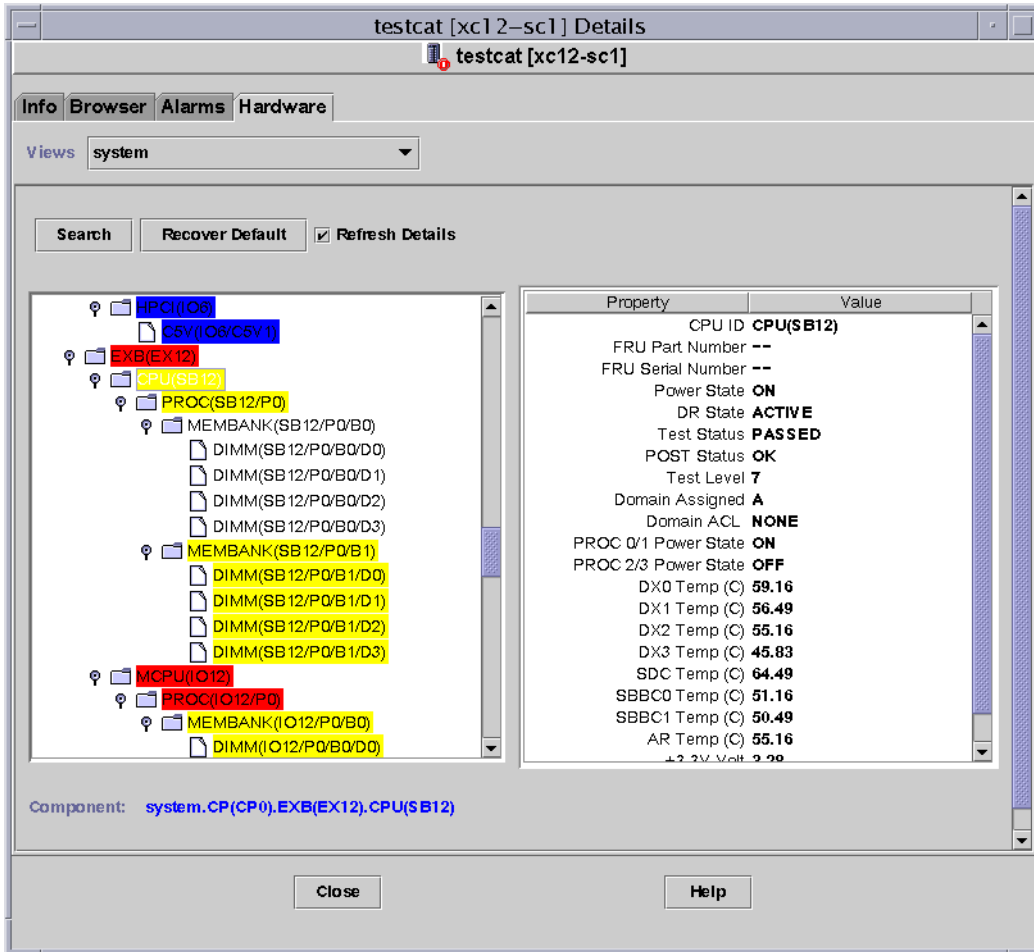 testcat [xc12-sc1] Details
testcat [xc12-sc1]
Info Browser Alarms Hardware
Views system
Search Recover Default Refresh Details
HPCI(IO6)
C5V(IO6/C5V1)
EXB(EX12)
CPU(SB12)
PROC(SB12/P0)
MEMBANK(SB12/P0/B0)
DIMM(SB12/P0/B0/D0)
DIMM(SB12/P0/B0/D1)
DIMM(SB12/P0/B0/D2)
DIMM(SB12/P0/B0/D3)
MEMBANK(SB12/P0/B1)
DIMM(SB12/P0/B1/D0)
DIMM(SB12/P0/B1/D1)
DIMM(SB12/P0/B1/D2)
DIMM(SB12/P0/B1/D3)
MCPU(IO12)
PROC(IO12/P0)
MEMBANK(IO12/P0/B0)
DIMM(IO12/P0/B0/D0)
Property Value
CPU ID CPU(SB12)
FRU Part Number --
FRU Serial Number --
Power State ON
DR State ACTIVE
Test Status PASSED
POST Status OK
Test Level 7
Domain Assigned A
Domain ACL NONE
PROC 0/1 Power State ON
PROC 2/3 Power State OFF
DX0 Temp (C) 59.16
DX1 Temp (C) 56.49
DX2 Temp (C) 55.16
DX3 Temp (C) 45.83
SDC Temp (C) 64.49
SBBC0 Temp (C) 51.16
SBBC1 Temp (C) 50.49
AR Temp (C) 55.16
+3.3V Volt 3.28
Component: system.CP(CP0).EXB(EX12).CPU(SB12)
Close Help